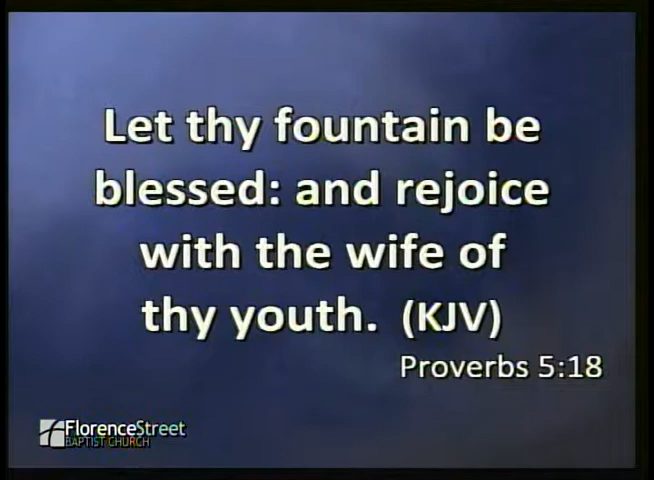 Let thy fountain be
blessed: and rejoice
with the wife of
thy youth. (KJV)
Proverbs 5:18
FlorenceStreet
BAPTIST CHURCH